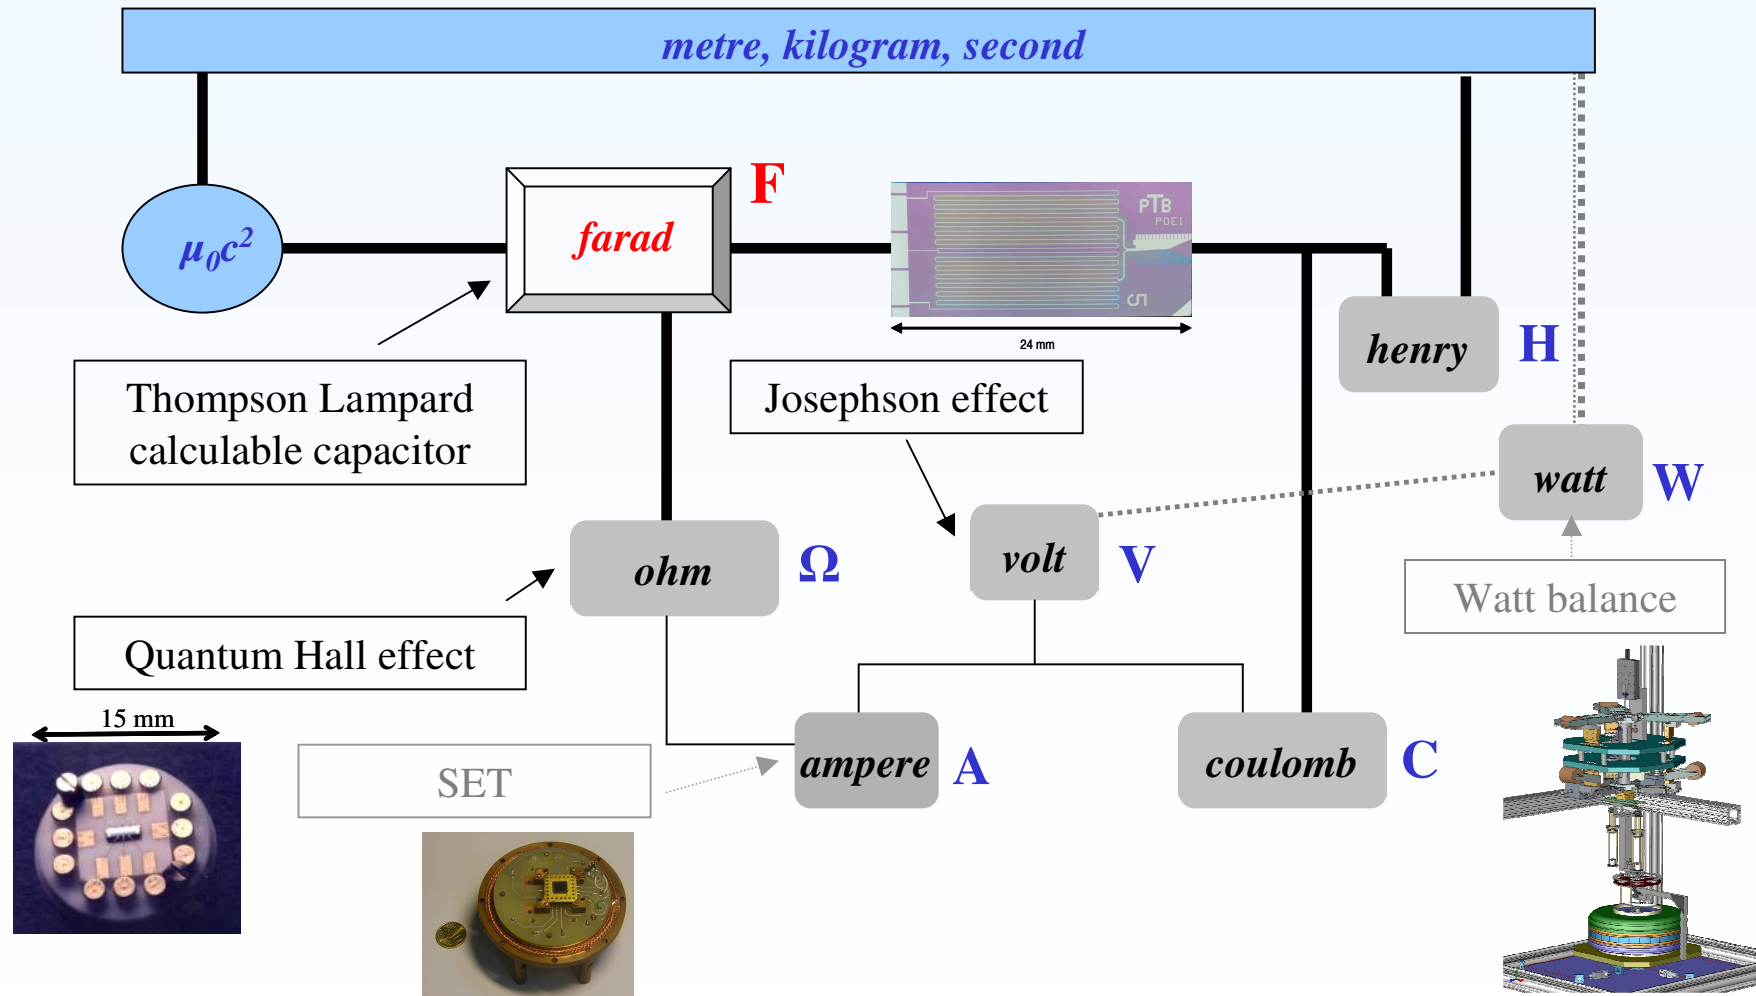 metre, kilogram, second
μ₀c²
farad
F
PTB
PDE1
24 mm
henry
H
Thompson Lampard
calculable capacitor
Josephson effect
watt
W
ohm
Ω
volt
V
Watt balance
Quantum Hall effect
15 mm
SET
ampere
A
coulomb
C